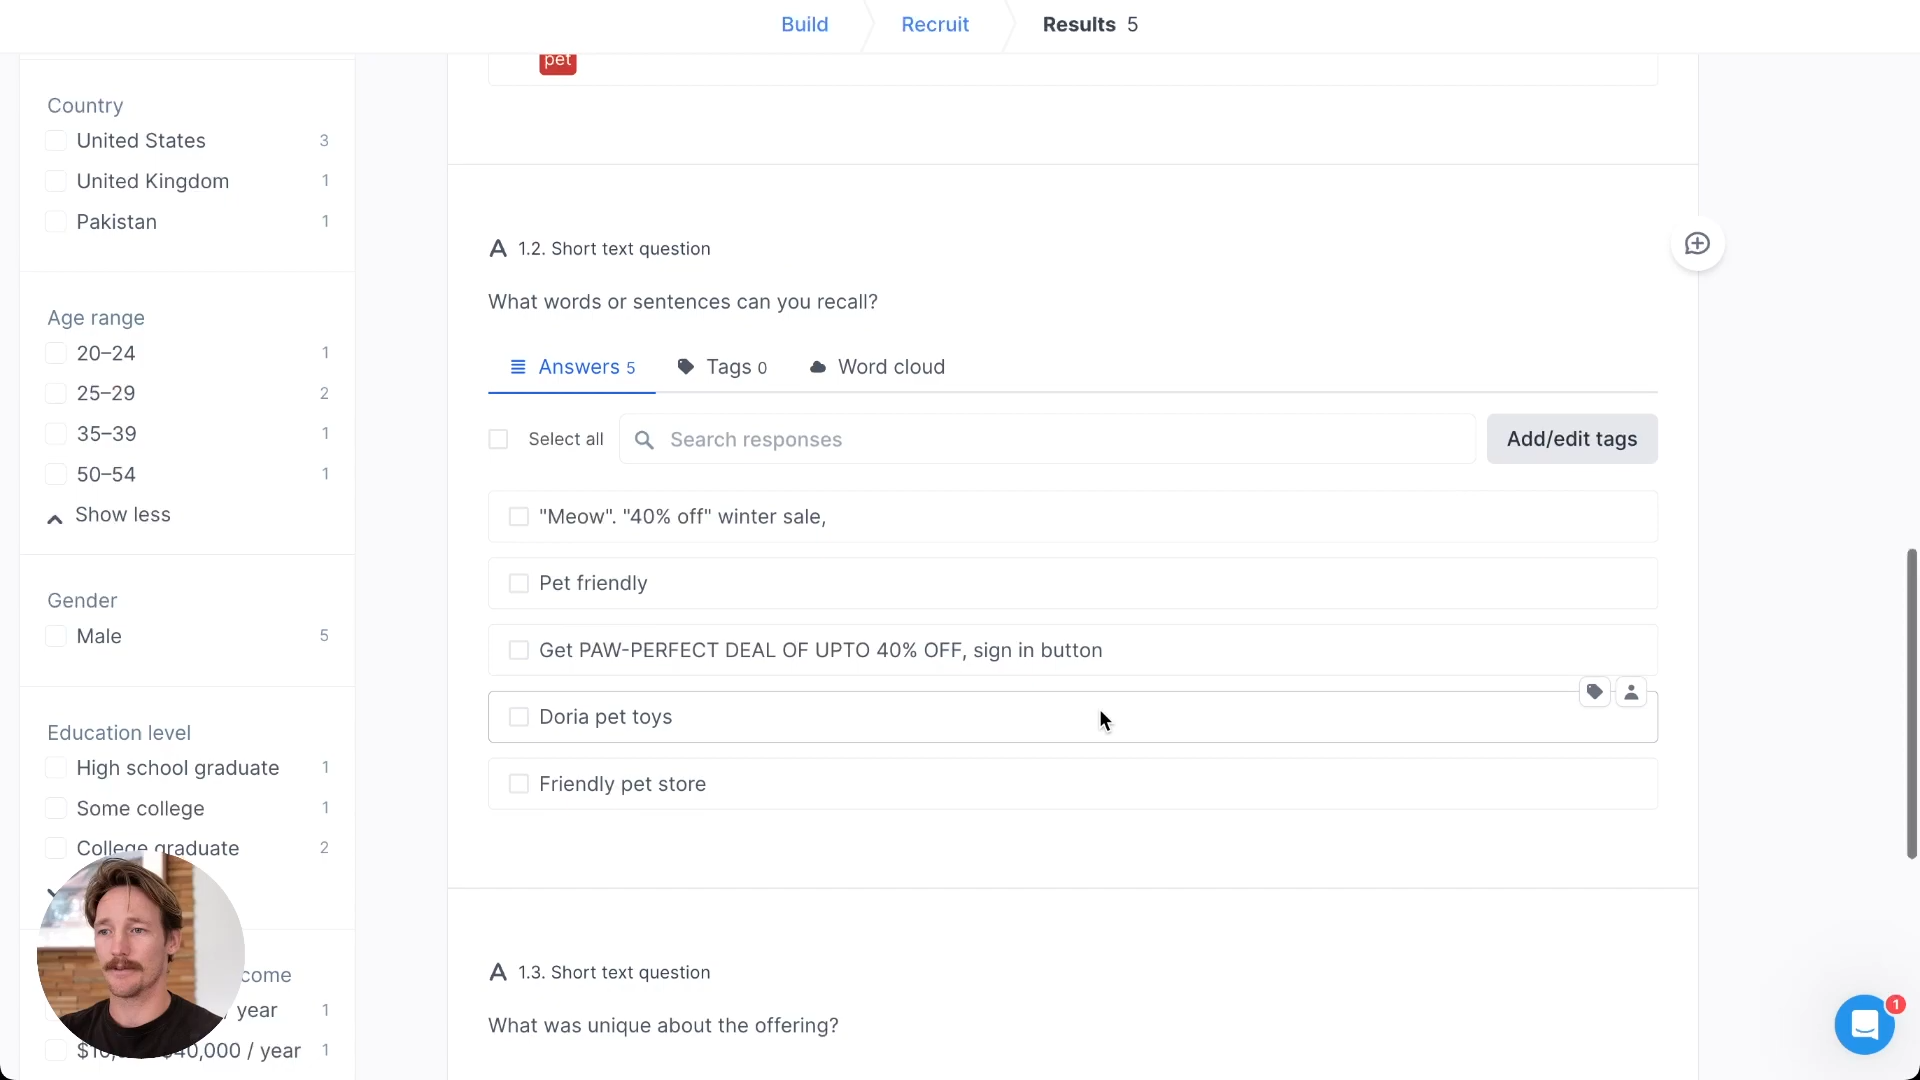 Build
Recruit
Results 5
pet
Country
United States 3
United Kingdom 1
Pakistan 1
Age range
20–24 1
25–29 2
35–39 1
50–54 1
Show less
Gender
Male 5
Education level
High school graduate 1
Some college 1
College graduate 2
come
/ year 1
40,000 / year 1
1.2. Short text question
What words or sentences can you recall?
Answers 5
Tags 0
Word cloud
Select all
Search responses
Add/edit tags
"Meow". "40% off" winter sale,
Pet friendly
Get PAW-PERFECT DEAL OF UPTO 40% OFF, sign in button
Doria pet toys
Friendly pet store
1.3. Short text question
What was unique about the offering?
1